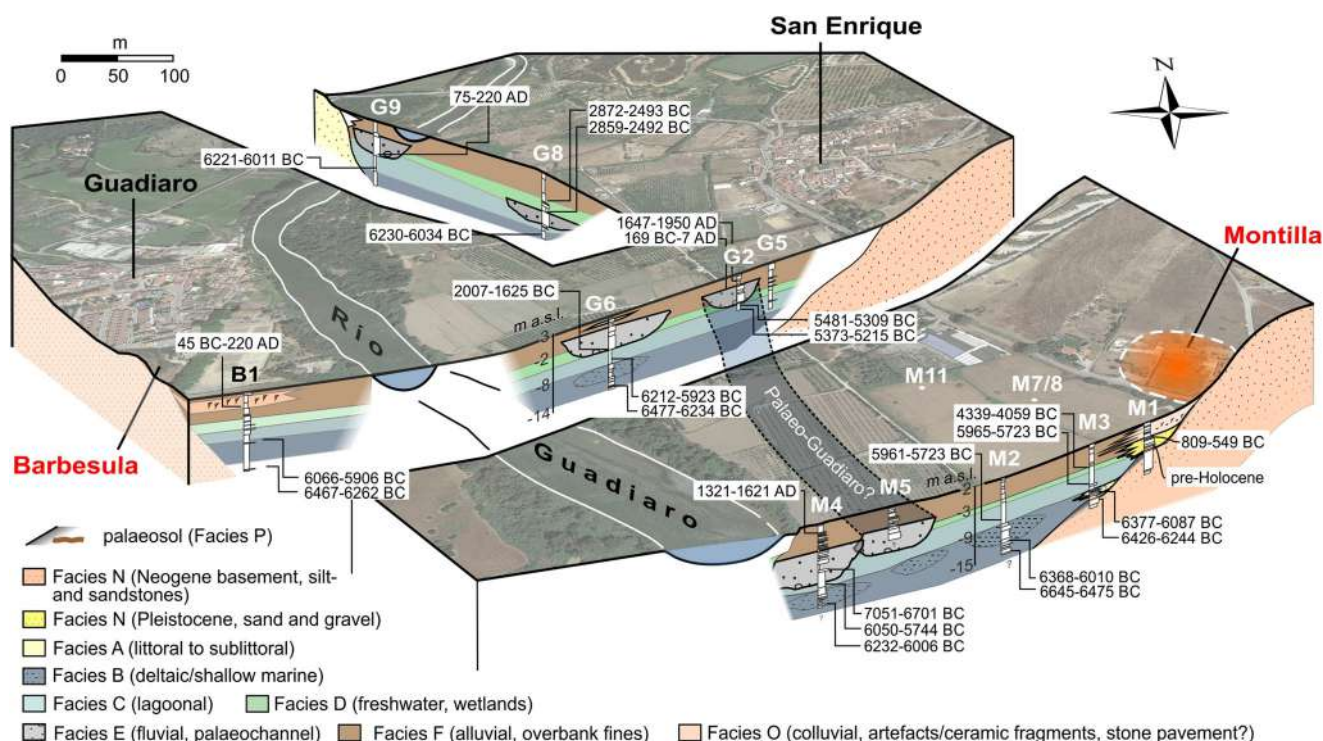 m
0 50 100
San Enrique
N
75-220 AD
2872-2493 BC
2859-2492 BC
G9
G8
6221-6011 BC
Guadiaro
6230-6034 BC
1647-1950 AD
169 BC-7 AD
G5
G2
Montilla
2007-1625 BC
G6
m a.s.l.
3
-2
-8
-14
5481-5309 BC
5373-5215 BC
Río
45 BC-220 AD
B1
6212-5923 BC
6477-6234 BC
M11
M7/8
4339-4059 BC
5965-5723 BC
M3
M1
809-549 BC
Palaeo-Guadiaro?
5961-5723 BC
M2
pre-Holocene
Barbesula
6066-5906 BC
6467-6262 BC
Guadiaro
1321-1621 AD
M4
M5
m a.s.l.
2
-3
-9
-15
6377-6087 BC
6426-6244 BC
?
?
?
6368-6010 BC
6645-6475 BC
7051-6701 BC
6050-5744 BC
6232-6006 BC
palaeosol (Facies P)
Facies N (Neogene basement, silt-
and sandstones)
Facies N (Pleistocene, sand and gravel)
Facies A (littoral to sublittoral)
Facies B (deltaic/shallow marine)
Facies C (lagoonal)
Facies D (freshwater, wetlands)
Facies E (fluvial, palaeochannel)
Facies F (alluvial, overbank fines)
Facies O (colluvial, artefacts/ceramic fragments, stone pavement?)